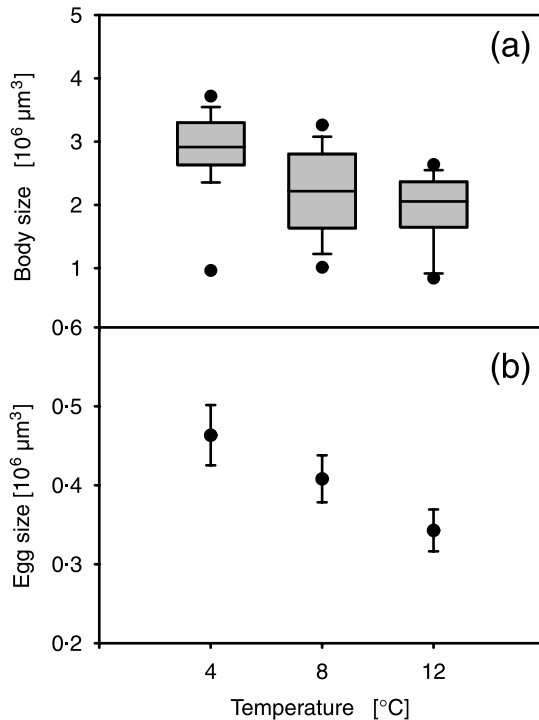 (a)
5
4
3
2
1
Body size [10⁶ µm³]
0·6
(b)
0·5
0·4
0·3
0·2
Egg size [10⁶ µm³]
4 8 12
Temperature [°C]